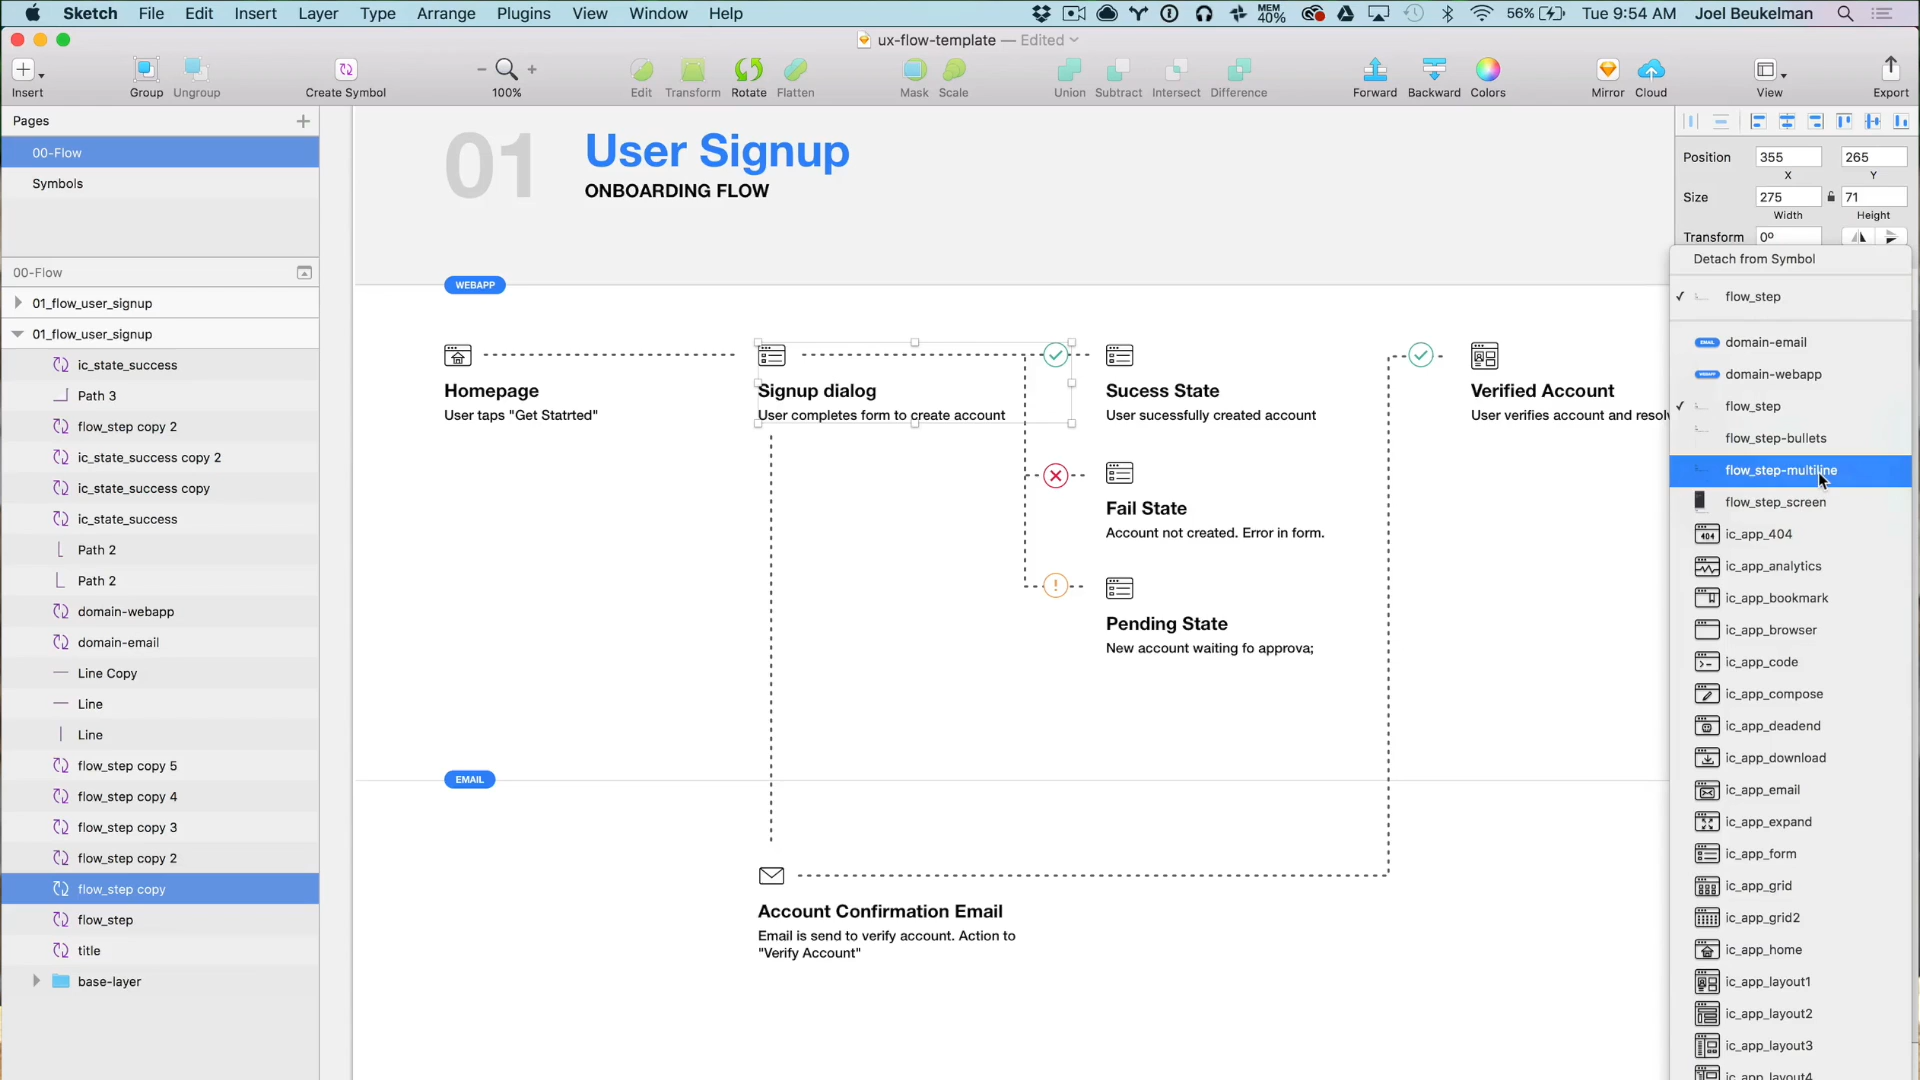 Sketch File Edit Insert Layer Type Arrange Plugins View Window Help MEM 40% 56% Tue 9:54 AM Joel Beukelman
ux-flow-template — Edited
Insert Group Ungroup Create Symbol 100% Edit Transform Rotate Flatten Mask Scale Union Subtract Intersect Difference Forward Backward Colors Mirror Cloud View Export
Pages
00-Flow
Symbols
00-Flow
01_flow_user_signup
01_flow_user_signup
ic_state_success
Path 3
flow_step copy 2
ic_state_success copy 2
ic_state_success copy
ic_state_success
Path 2
Path 2
domain-webapp
domain-email
Line Copy
Line
Line
flow_step copy 5
flow_step copy 4
flow_step copy 3
flow_step copy 2
flow_step copy
flow_step
title
base-layer
01
User Signup
ONBOARDING FLOW
WEBAPP
Homepage
User taps "Get Statrted"
Signup dialog
User completes form to create account
Sucess State
User sucessfully created account
Verified Account
User verifies account and resol
Fail State
Account not created. Error in form.
Pending State
New account waiting fo approva;
EMAIL
Account Confirmation Email
Email is send to verify account. Action to
"Verify Account"
Position 355 265
X Y
Size 275 71
Width Height
Transform 0º
Detach from Symbol
flow_step
EMAIL domain-email
WEBAPP domain-webapp
flow_step
flow_step-bullets
flow_step-multiline
flow_step_screen
404 ic_app_404
ic_app_analytics
ic_app_bookmark
ic_app_browser
ic_app_code
ic_app_compose
ic_app_deadend
ic_app_download
ic_app_email
ic_app_expand
ic_app_form
ic_app_grid
ic_app_grid2
ic_app_home
ic_app_layout1
ic_app_layout2
ic_app_layout3
ic_app_layout4